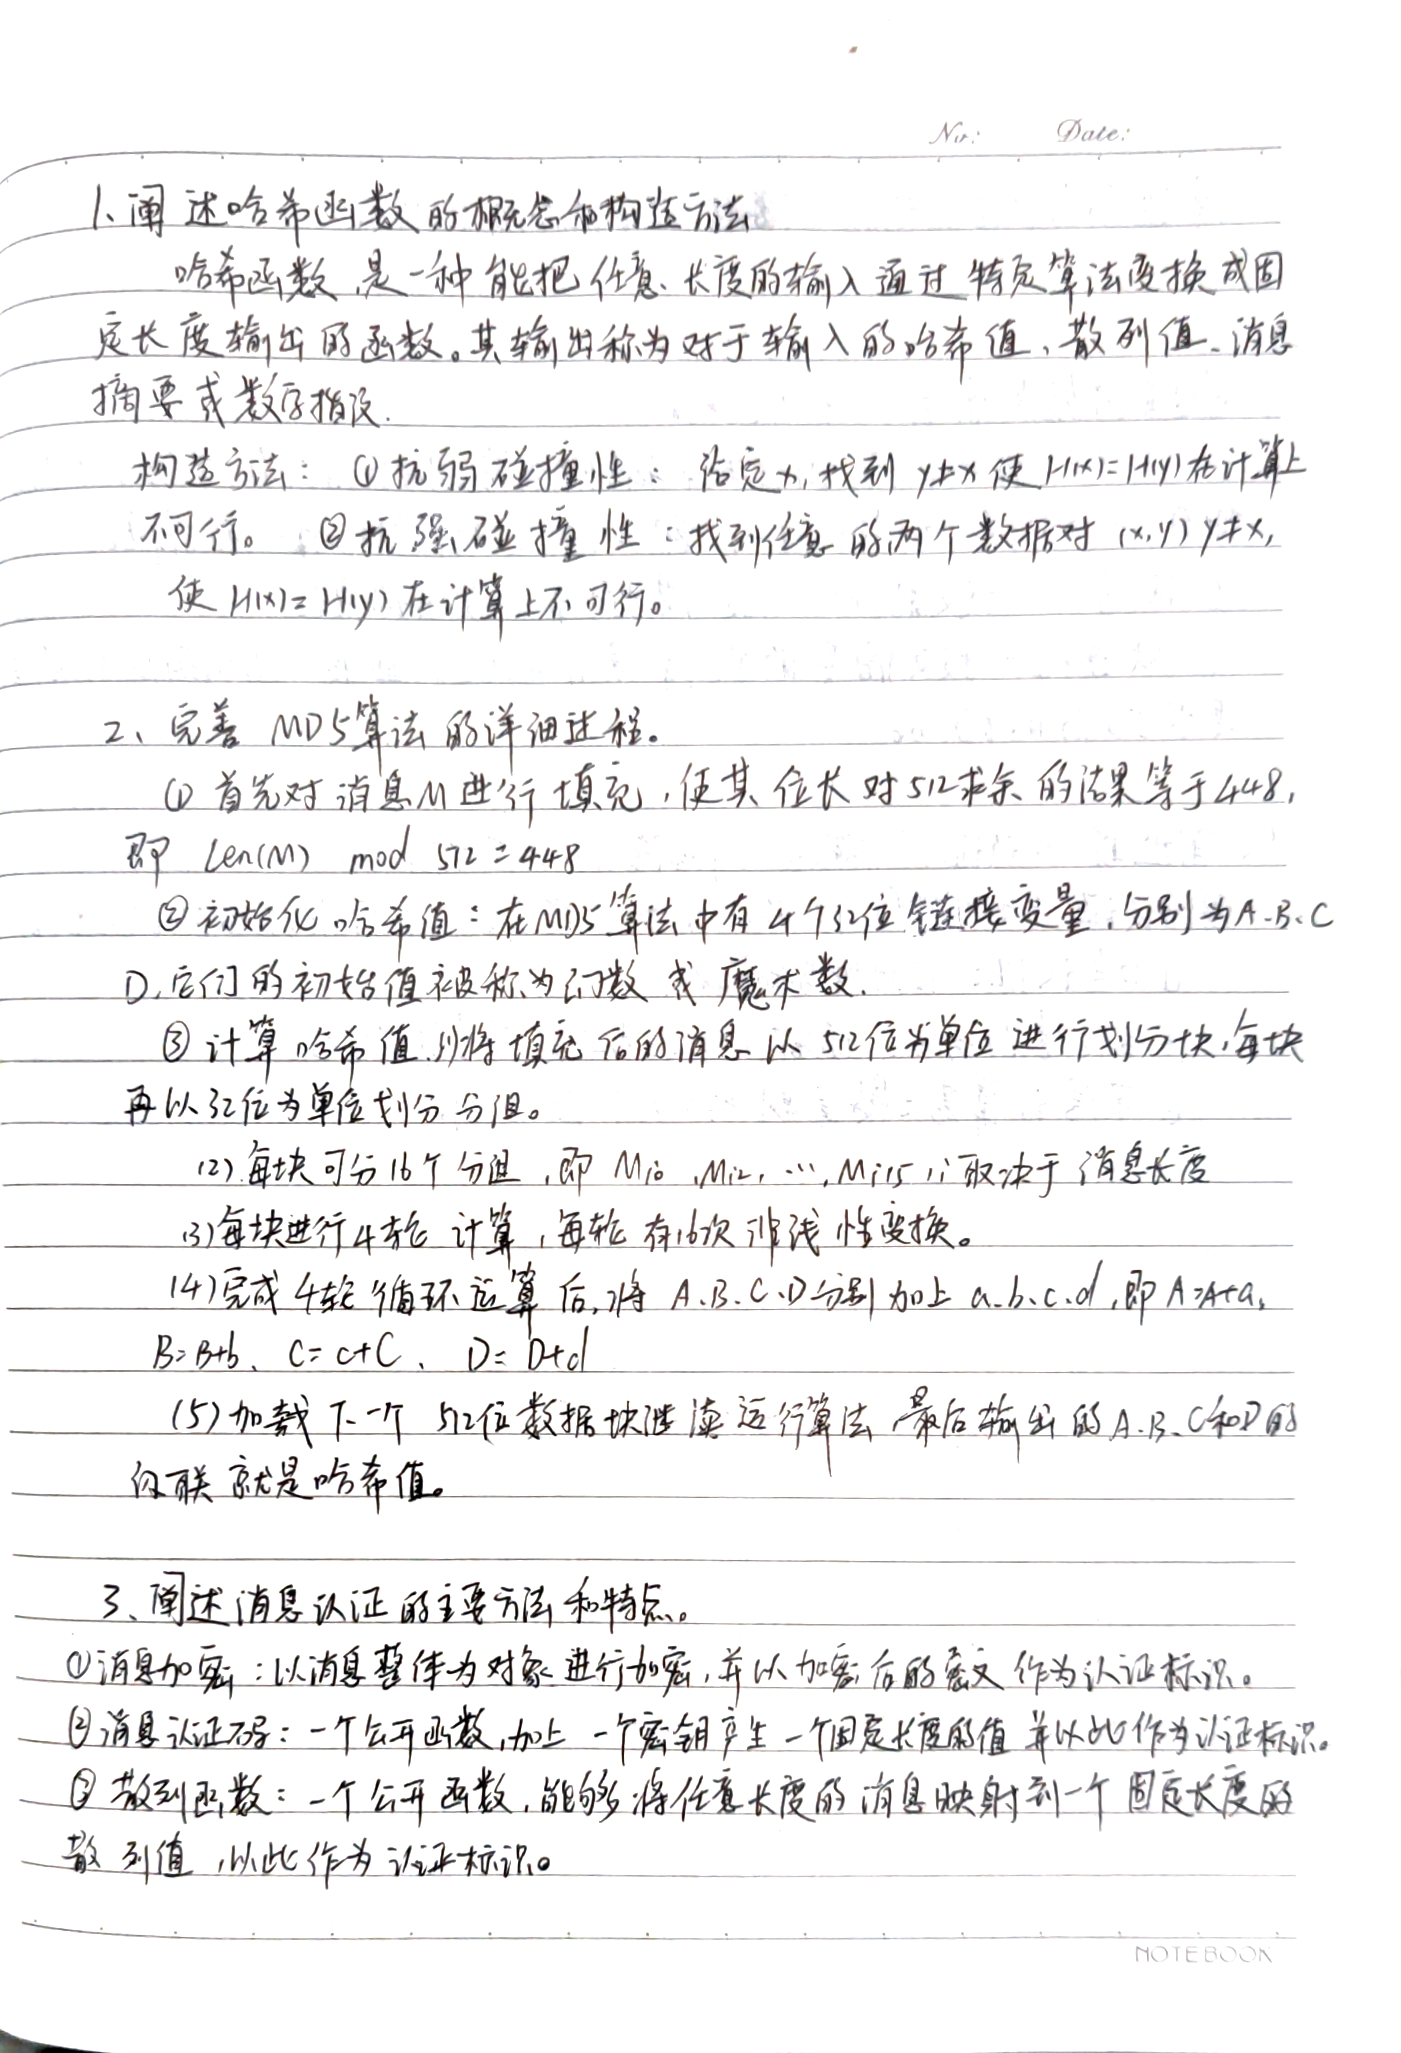 No: Date:
1、阐述哈希函数的概念和构造方法
哈希函数是一种能把任意长度的输入通过特定算法变换成固
定长度输出的函数。其输出称为对于输入的哈希值、散列值、消息
摘要或数字指纹.
构造方法: ①抗弱碰撞性: 给定x,找到 y≠x 使 H(x)=H(y)在计算上
不可行。 ②抗强碰撞性:找到任意的两个数据对 (x,y) y≠x,
使 H(x)=H(y) 在计算上不可行。
2、完善 MD5算法的详细过程。
① 首先对消息M进行填充,使其位长对512求余的结果等于448,
即 Len(M) mod 512=448
②初始化哈希值:在MD5算法中有4个32位链接变量,分别为A.B.C
D,它们的初始值被称为幻数或魔术数.
③计算哈希值 1)将填充后的消息以512位为单位进行划分块,每块
再以32位为单位划分分组。
(2)每块可分16个分组,即 Mi0,Mi2,…,Mi15,i取决于消息长度
(3)每块进行4轮计算,每轮有16次非线性变换。
(4)完成4轮循环运算后,将 A.B.C.D分别加上 a.b.c.d,即A=A+a,
B=B+b、C=c+C、D=D+d
(5)加载下一个512位数据块继续运行算法 最后输出的A.B.C和D的
级联就是哈希值。
3、阐述消息认证的主要方法和特点。
①消息加密:以消息整体为对象进行加密,并以加密后的密文作为认证标识。
②消息认证码:一个公开函数,加上一个密钥产生一个固定长度的值 并以此作为认证标识。
③散列函数:一个公开函数,能够将任意长度的消息映射到一个固定长度的
散列值,以此作为认证标识。
NOTEBOOK